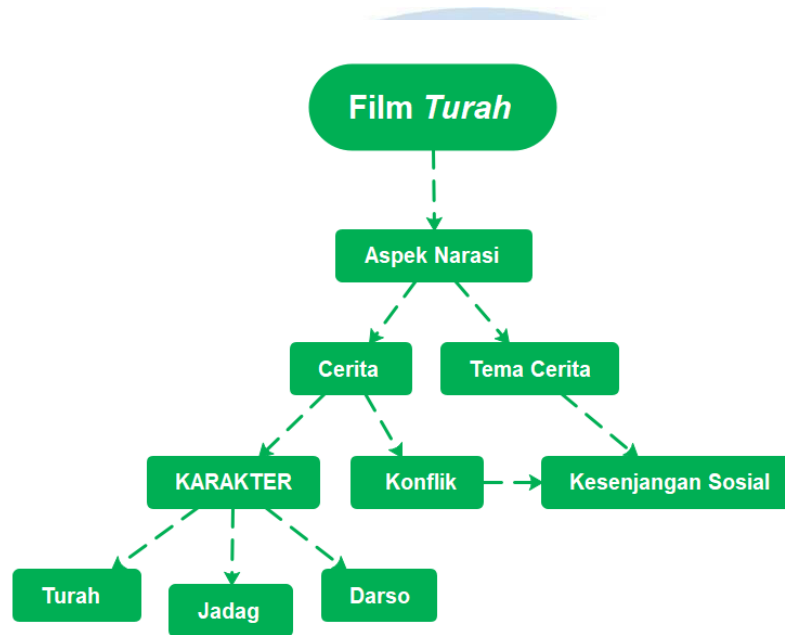 Film Turah
Aspek Narasi
Cerita
Tema Cerita
KARAKTER
Konflik
Kesenjangan Sosial
Turah
Jadag
Darso